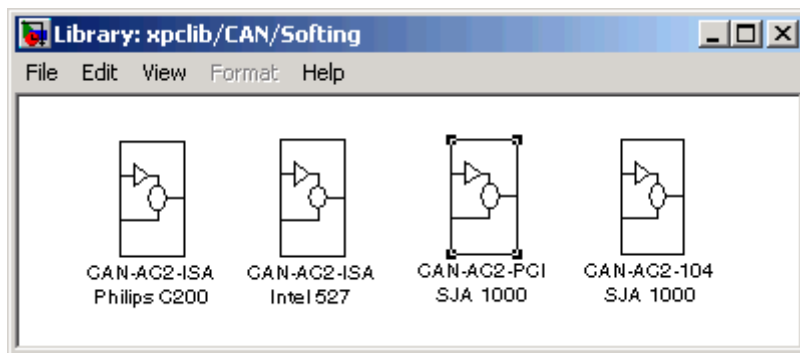 Library: xpclib/CAN/Softing
File Edit View Format Help
CAN-AC2-ISA CAN-AC2-ISA CAN-AC2-PCI CAN-AC2-104
Philips C200 Intel 527 SJA 1000 SJA 1000